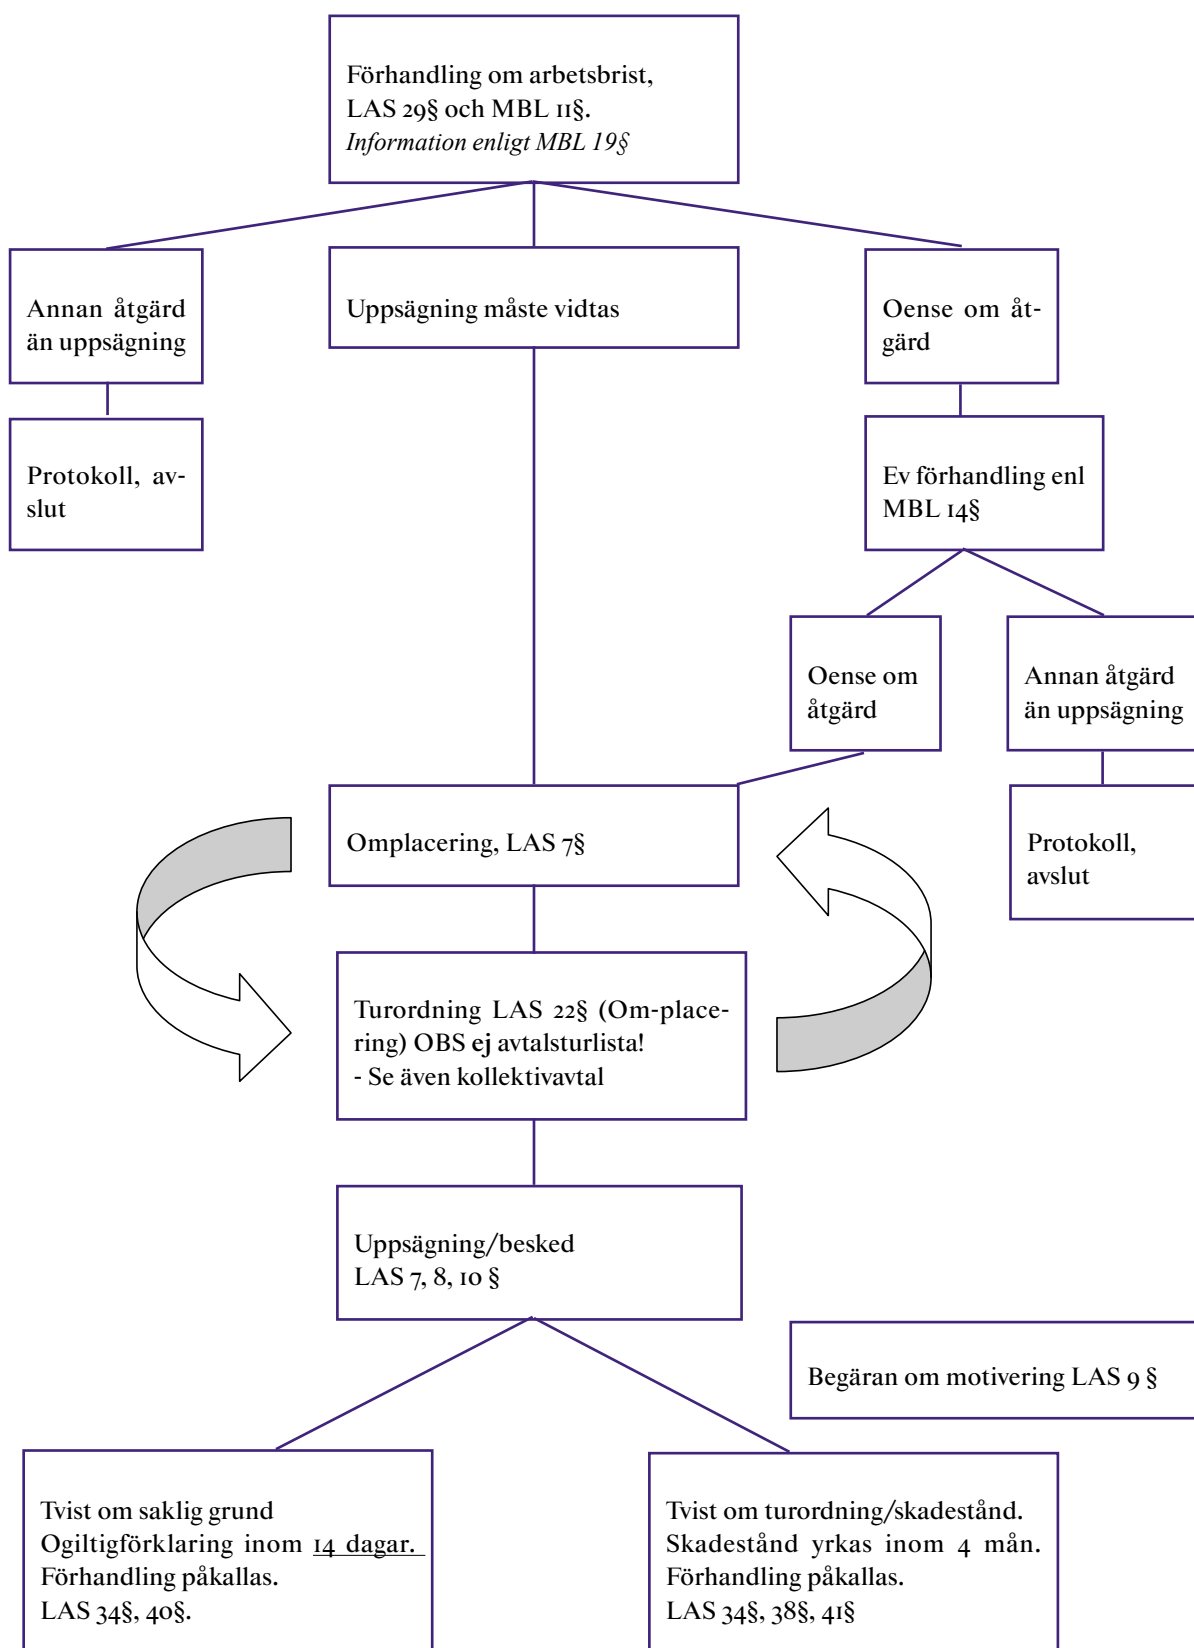 Förhandling om arbetsbrist,
LAS 29§ och MBL 11§.
Information enligt MBL 19§
Annan åtgärd
än uppsägning
Uppsägning måste vidtas
Oense om åt-
gärd
Protokoll, av-
slut
Ev förhandling enl
MBL 14§
Oense om
åtgärd
Annan åtgärd
än uppsägning
Omplacering, LAS 7§
Protokoll,
avslut
Turordning LAS 22§ (Om-place-
ring) OBS ej avtalsturlista!
- Se även kollektivavtal
Uppsägning/besked
LAS 7, 8, 10 §
Begäran om motivering LAS 9 §
Tvist om saklig grund
Ogiltigförklaring inom 14 dagar.
Förhandling påkallas.
LAS 34§, 40§.
Tvist om turordning/skadestånd.
Skadestånd yrkas inom 4 mån.
Förhandling påkallas.
LAS 34§, 38§, 41§